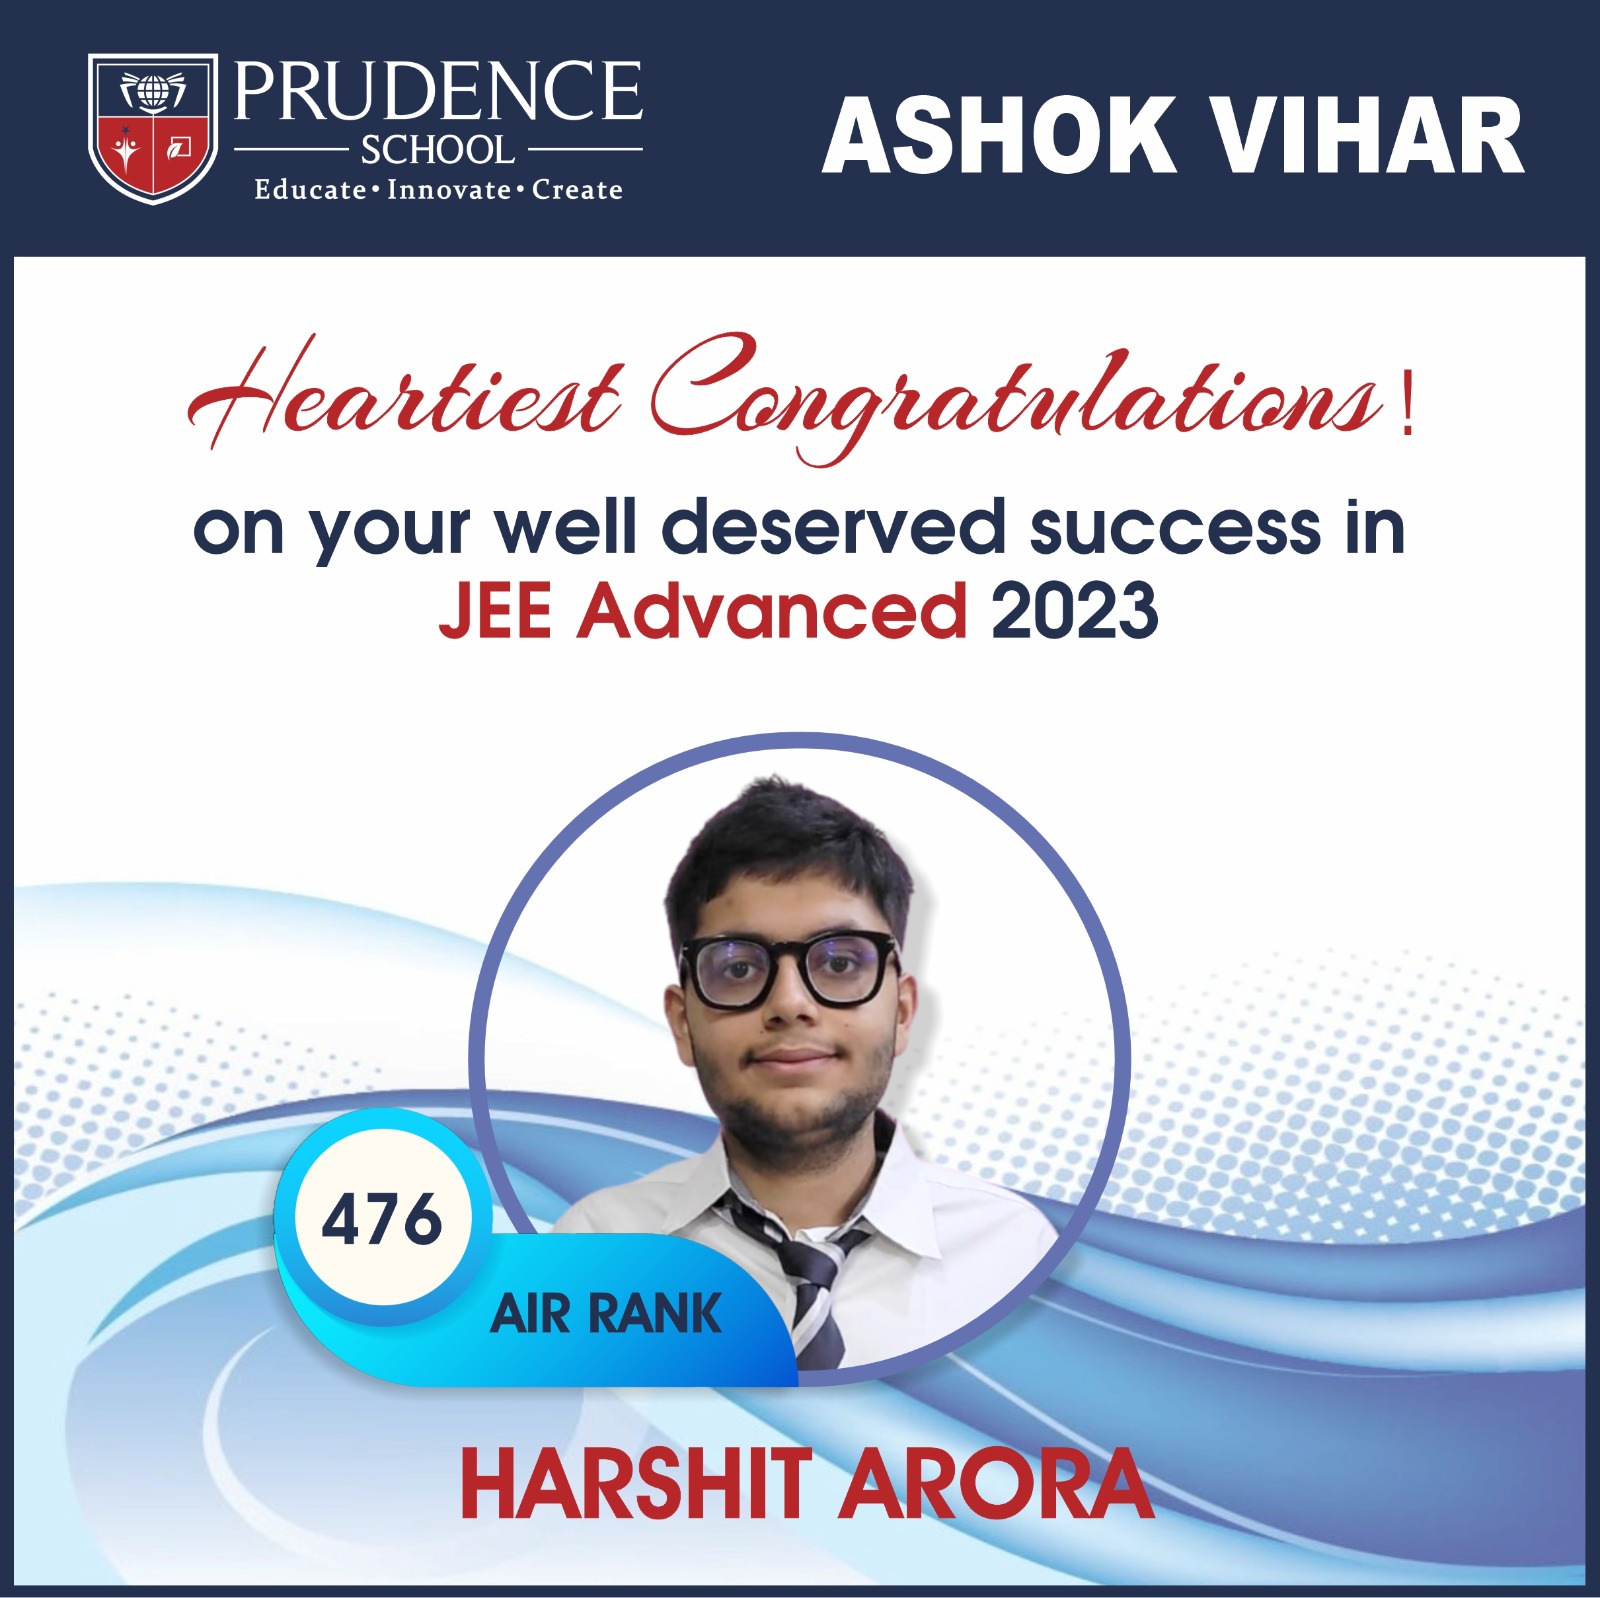 PRUDENCE
SCHOOL
Educate • Innovate • Create
ASHOK VIHAR
Heartiest Congratulations!
on your well deserved success in
JEE Advanced 2023
476
AIR RANK
HARSHIT ARORA